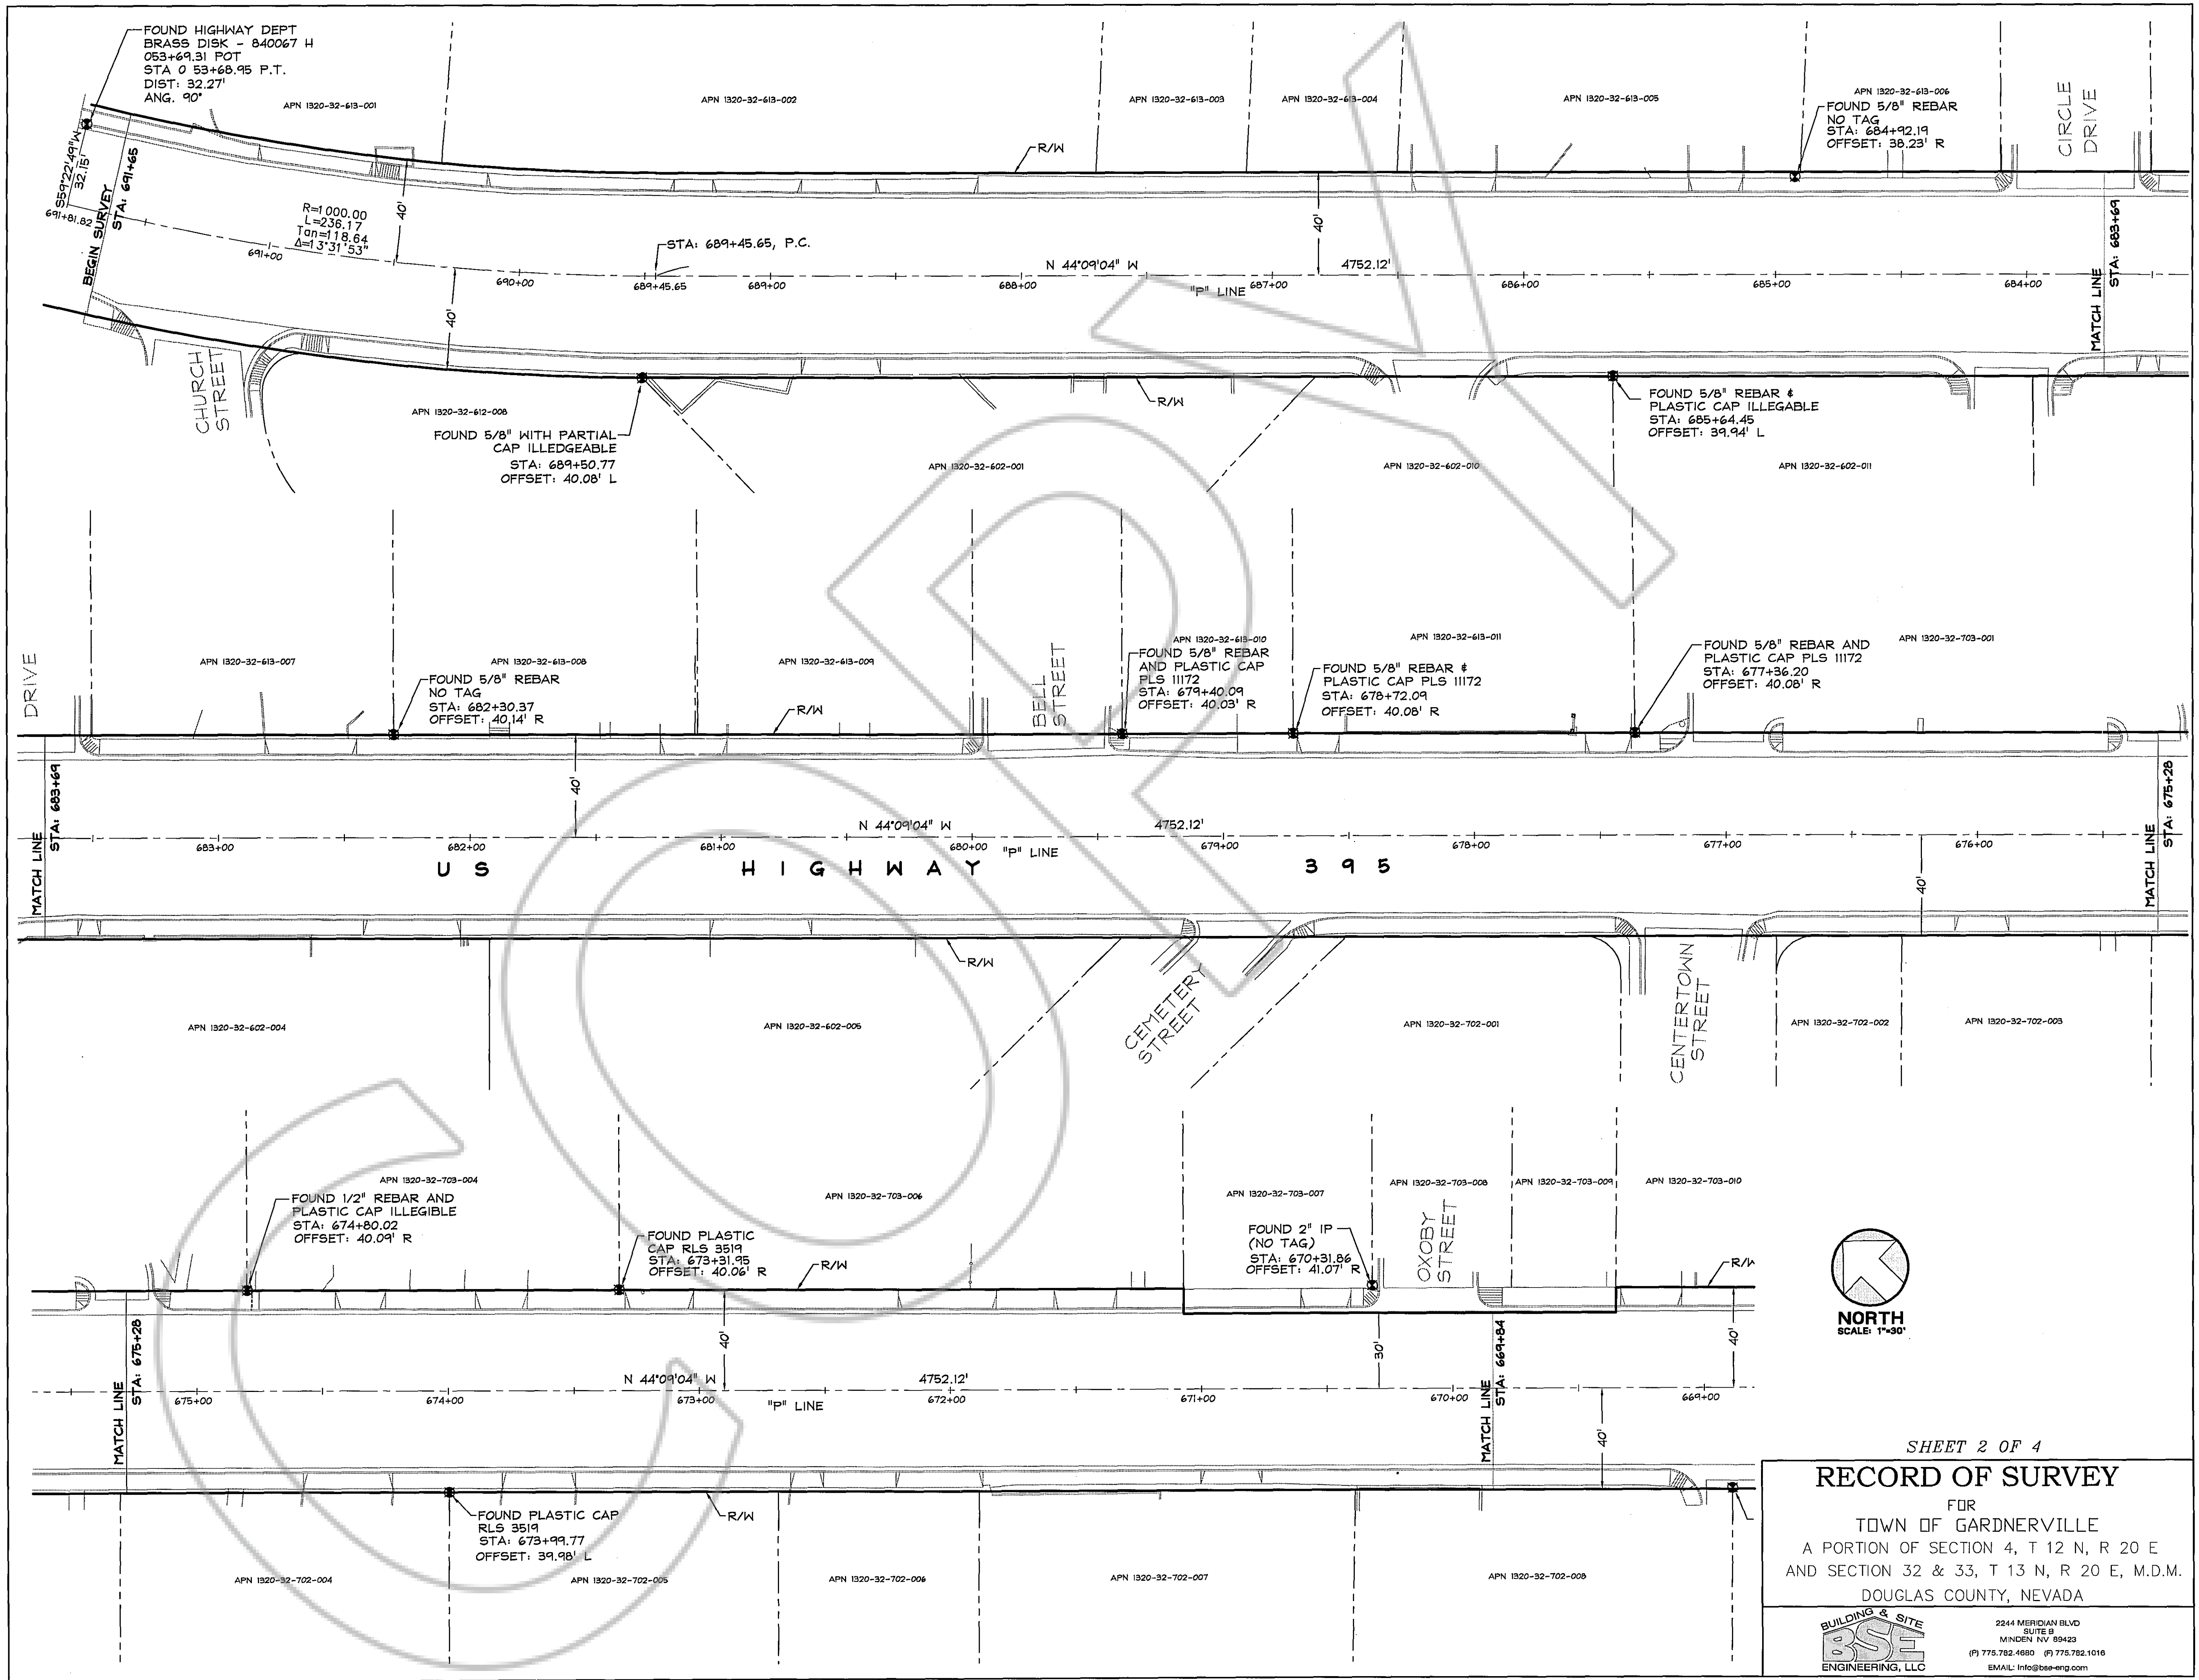 FOUND HIGHWAY DEPT
BRASS DISK - 840067 H
053+69.31 POT
STA 0 53+68.95 P.T.
DIST: 32.27'
ANG. 90°
APN 1320-32-613-001
APN 1320-32-613-002
APN 1320-32-613-003
APN 1320-32-613-004
APN 1320-32-613-005
APN 1320-32-613-006
FOUND 5/8" REBAR
NO TAG
STA: 684+92.19
OFFSET: 38.23' R
CIRCLE
DRIVE
R/W
S59°22'49"W
32.15'
691+81.82
BEGIN SURVEY
STA: 691+65
R=1000.00
L=236.17
Tan=118.64
Δ=13°31'53"
40'
40'
40'
STA: 689+45.65, P.C.
691+00
690+00
689+45.65
689+00
688+00
N 44°09'04" W
4752.12'
"P" LINE
687+00
686+00
685+00
684+00
MATCH LINE
STA: 683+69
CHURCH
STREET
APN 1320-32-612-008
FOUND 5/8" WITH PARTIAL
CAP ILLEDGEABLE
STA: 689+50.77
OFFSET: 40.08' L
R/W
FOUND 5/8" REBAR &
PLASTIC CAP ILLEGABLE
STA: 685+64.45
OFFSET: 39.94' L
APN 1320-32-602-001
APN 1320-32-602-010
APN 1320-32-602-011
DRIVE
APN 1320-32-613-007
APN 1320-32-613-008
FOUND 5/8" REBAR
NO TAG
STA: 682+30.37
OFFSET: 40.14' R
APN 1320-32-613-009
R/W
BELL
STREET
APN 1320-32-613-010
FOUND 5/8" REBAR
AND PLASTIC CAP
PLS 11172
STA: 679+40.09
OFFSET: 40.03' R
APN 1320-32-613-011
FOUND 5/8" REBAR &
PLASTIC CAP PLS 11172
STA: 678+72.09
OFFSET: 40.08' R
FOUND 5/8" REBAR AND
PLASTIC CAP PLS 11172
STA: 677+36.20
OFFSET: 40.08' R
APN 1320-32-703-001
MATCH LINE
STA: 683+69
40'
683+00
682+00
681+00
N 44°09'04" W
680+00
"P" LINE
4752.12'
679+00
678+00
677+00
676+00
40'
MATCH LINE
STA: 675+28
US HIGHWAY 395
R/W
CEMETERY
STREET
CENTERTOWN
STREET
APN 1320-32-602-004
APN 1320-32-602-005
APN 1320-32-702-001
APN 1320-32-702-002
APN 1320-32-702-003
APN 1320-32-703-004
FOUND 1/2" REBAR AND
PLASTIC CAP ILLEGIBLE
STA: 674+80.02
OFFSET: 40.09' R
APN 1320-32-703-006
FOUND PLASTIC
CAP RLS 3519
STA: 673+31.95
OFFSET: 40.06' R
R/W
APN 1320-32-703-007
FOUND 2" IP
(NO TAG)
STA: 670+31.86
OFFSET: 41.07' R
APN 1320-32-703-008
OXOBY
STREET
APN 1320-32-703-009
APN 1320-32-703-010
R/W
MATCH LINE
STA: 675+28
675+00
674+00
N 44°09'04" W
673+00
40'
"P" LINE
4752.12'
672+00
671+00
30'
670+00
MATCH LINE
STA: 669+84
40'
669+00
40'
FOUND PLASTIC CAP
RLS 3519
STA: 673+99.77
OFFSET: 39.98' L
R/W
APN 1320-32-702-004
APN 1320-32-702-005
APN 1320-32-702-006
APN 1320-32-702-007
APN 1320-32-702-008
NORTH
SCALE: 1"=30'
SHEET 2 OF 4
RECORD OF SURVEY
FOR
TOWN OF GARDNERVILLE
A PORTION OF SECTION 4, T 12 N, R 20 E
AND SECTION 32 & 33, T 13 N, R 20 E, M.D.M.
DOUGLAS COUNTY, NEVADA
BUILDING & SITE
BSE
ENGINEERING, LLC
2244 MERIDIAN BLVD
SUITE B
MINDEN NV 89423
(P) 775.782.4680 (F) 775.782.1016
EMAIL: info@bse-eng.com
COPY